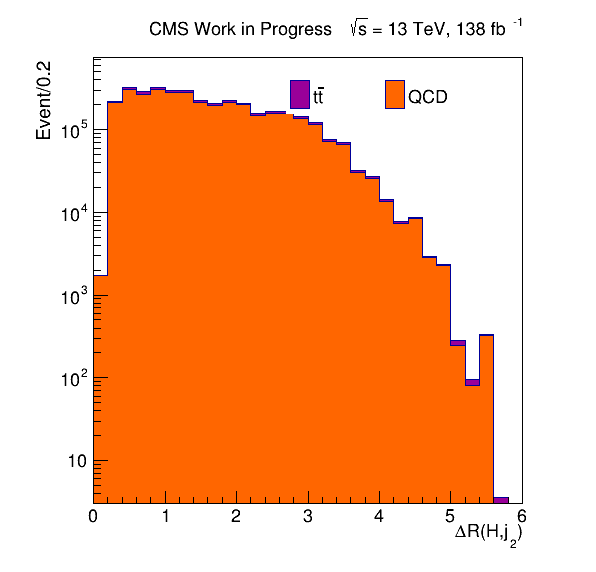 CMS Work in Progress √s = 13 TeV, 138 fb⁻¹
Event/0.2
tt̄
QCD
10⁵
10⁴
10³
10²
10
0 1 2 3 4 5 6
ΔR(H,j₂)